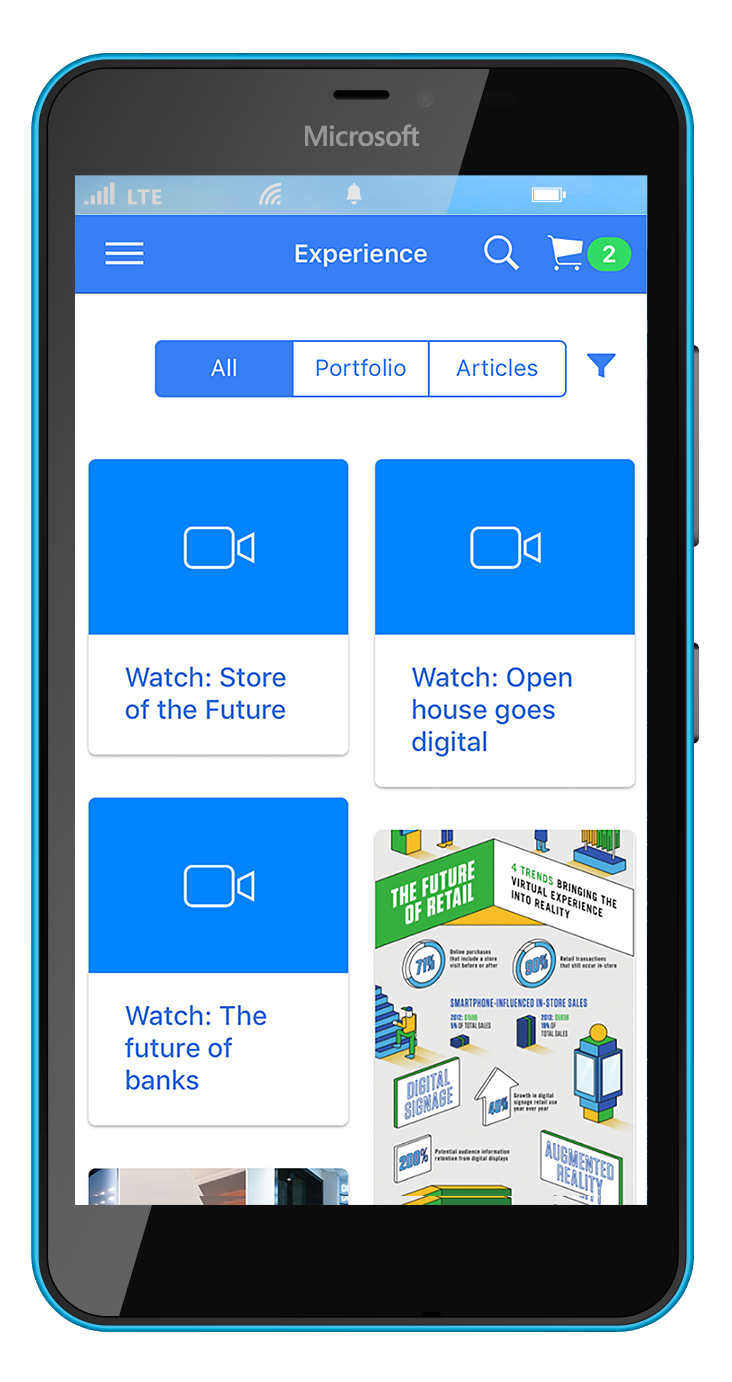 Microsoft
LTE
Experience
2
All
Portfolio
Articles
Watch: Store
of the Future
Watch: Open
house goes
digital
Watch: The
future of
banks
THE FUTURE
OF RETAIL
4 TRENDS BRINGING THE
VIRTUAL EXPERIENCE
INTO REALITY
71%
Online purchases
that include a store
visit before or after
90%
Retail transactions
that still occur in-store
SMARTPHONE-INFLUENCED IN-STORE SALES
2012:
5% OF TOTAL SALES
2013:
19% OF
TOTAL SALES
DIGITAL
SIGNAGE
40%
Growth in digital
signage retail use
year over year
200%
Potential audience information
retention from digital displays
AUGMENTED
REALITY